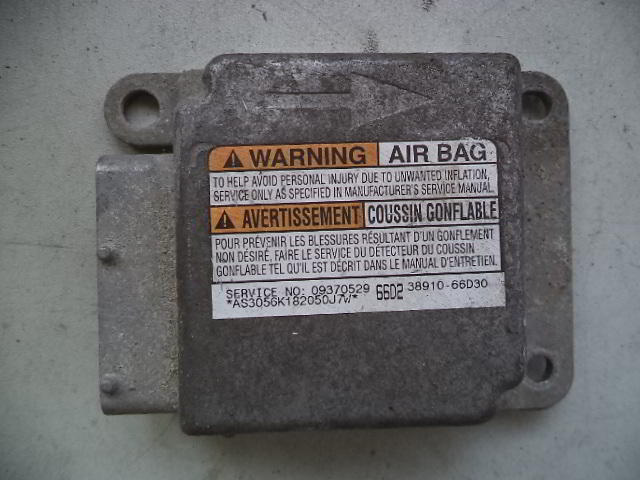 WARNING AIR BAG
TO HELP AVOID PERSONAL INJURY DUE TO UNWANTED INFLATION,
SERVICE ONLY AS SPECIFIED IN MANUFACTURER'S SERVICE MANUAL.
AVERTISSEMENT COUSSIN GONFLABLE
POUR PRÉVENIR LES BLESSURES RÉSULTANT D'UN GONFLEMENT
NON DÉSIRÉ, FAIRE LE SERVICE DU DÉTECTEUR DU COUSSIN
GONFLABLE TEL QU'IL EST DÉCRIT DANS LE MANUAL D'ENTRETIEN.
SERVICE NO: 09370529 66D2 38910-66D30
*AS3056K182050J7W*